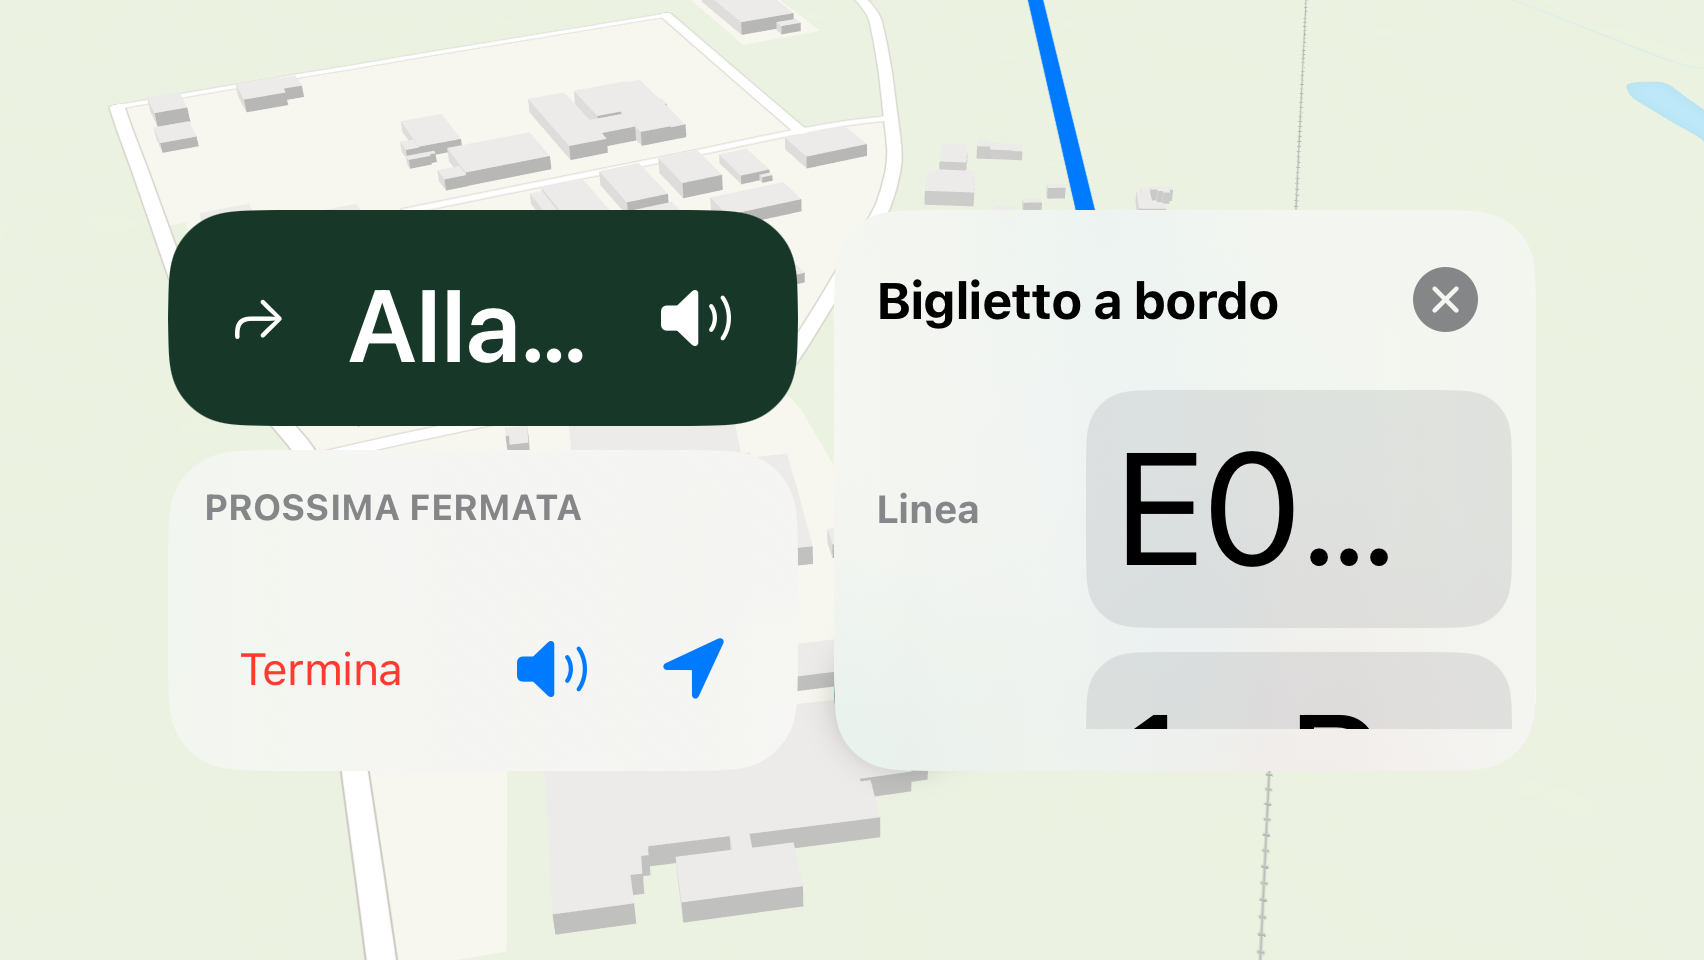 Alla...
PROSSIMA FERMATA
Termina
Biglietto a bordo
Linea
E0...